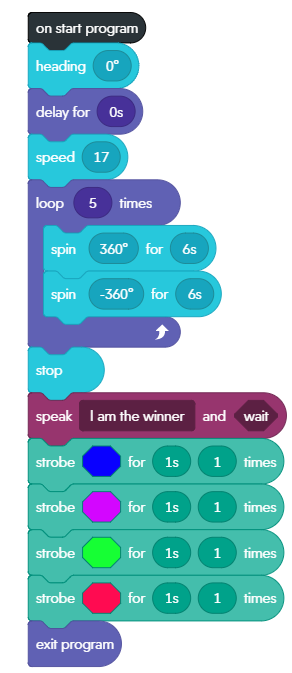 on start program
heading 0°
delay for 0s
speed 17
loop 5 times
spin 360° for 6s
spin -360° for 6s
stop
speak I am the winner and wait
strobe for 1s 1 times
strobe for 1s 1 times
strobe for 1s 1 times
strobe for 1s 1 times
exit program